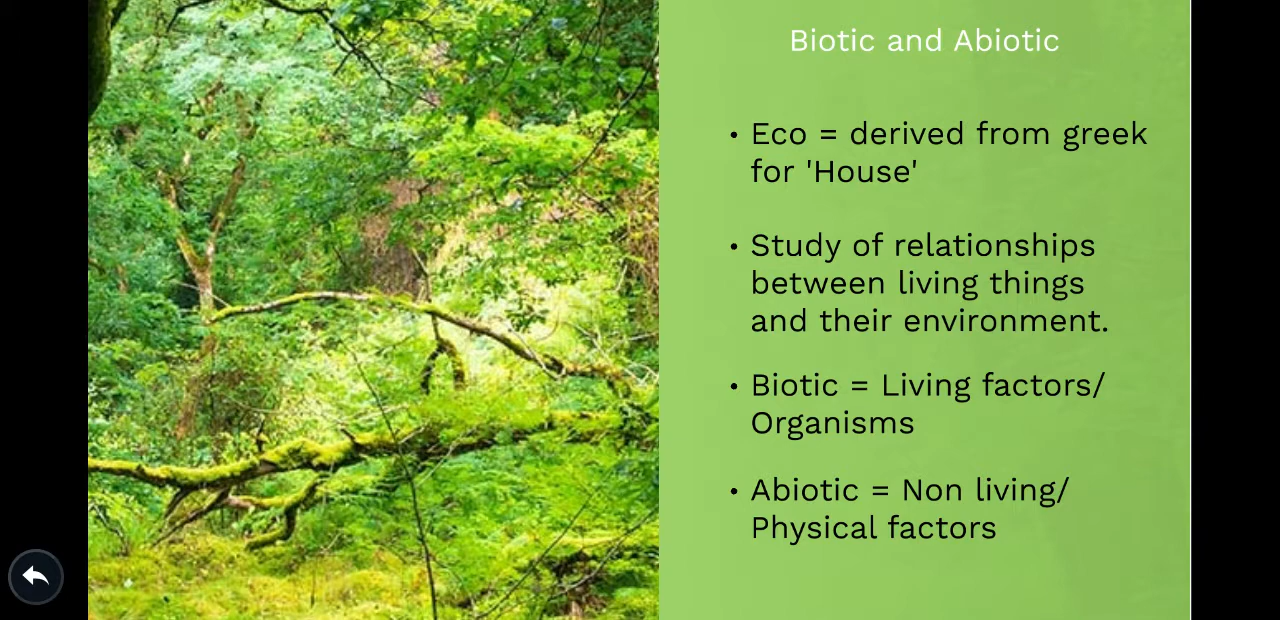 Biotic and Abiotic
• Eco = derived from greek
for 'House'
• Study of relationships
between living things
and their environment.
• Biotic = Living factors/
Organisms
• Abiotic = Non living/
Physical factors